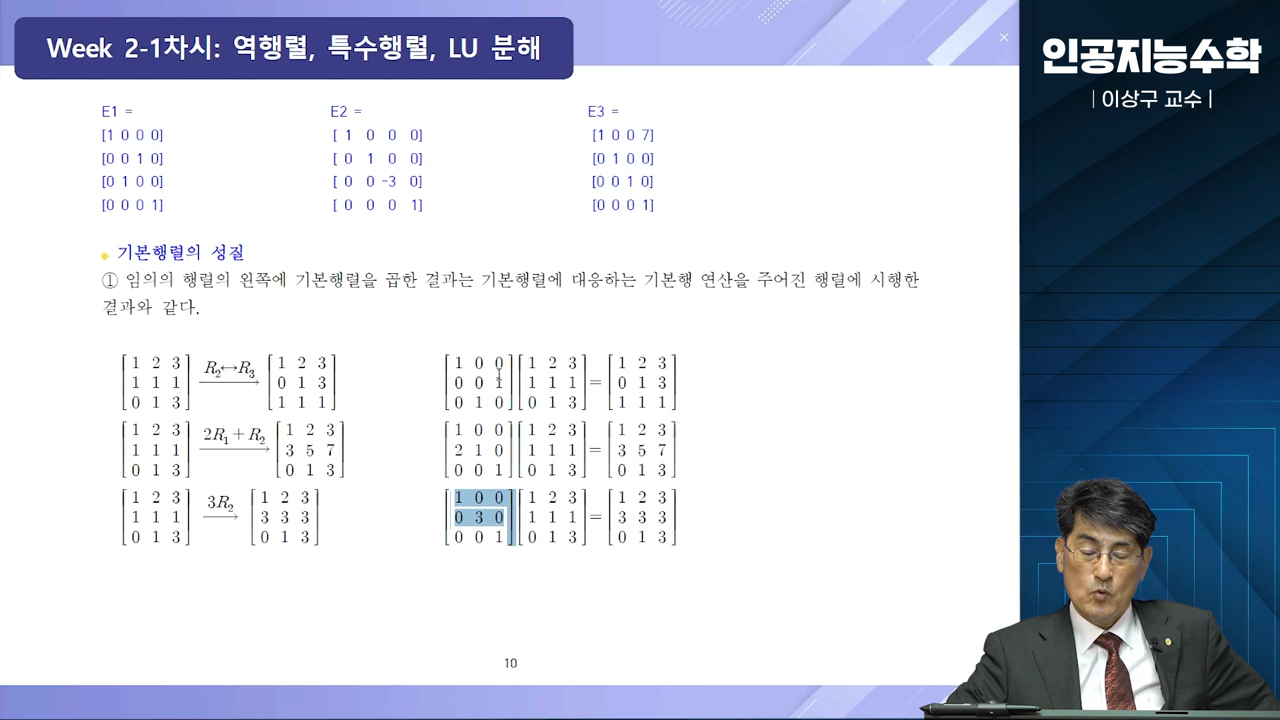 Week 2-1차시: 역행렬, 특수행렬, LU 분해
인공지능수학
| 이상구 교수 |
E1 =
[1 0 0 0]
[0 0 1 0]
[0 1 0 0]
[0 0 0 1]
E2 =
[ 1 0 0 0]
[ 0 1 0 0]
[ 0 0 -3 0]
[ 0 0 0 1]
E3 =
[1 0 0 7]
[0 1 0 0]
[0 0 1 0]
[0 0 0 1]
• 기본행렬의 성질
① 임의의 행렬의 왼쪽에 기본행렬을 곱한 결과는 기본행렬에 대응하는 기본행 연산을 주어진 행렬에 시행한
결과와 같다.
[1 2 3] R₂↔R₃ [1 2 3]
[1 1 1] → [0 1 3]
[0 1 3] [1 1 1]
[1 0 0] [1 2 3] [1 2 3]
[0 0 1] [1 1 1] = [0 1 3]
[0 1 0] [0 1 3] [1 1 1]
[1 2 3] 2R₁+R₂ [1 2 3]
[1 1 1] → [3 5 7]
[0 1 3] [0 1 3]
[1 0 0] [1 2 3] [1 2 3]
[2 1 0] [1 1 1] = [3 5 7]
[0 0 1] [0 1 3] [0 1 3]
[1 2 3] 3R₂ [1 2 3]
[1 1 1] → [3 3 3]
[0 1 3] [0 1 3]
[1 0 0] [1 2 3] [1 2 3]
[0 3 0] [1 1 1] = [3 3 3]
[0 0 1] [0 1 3] [0 1 3]
10